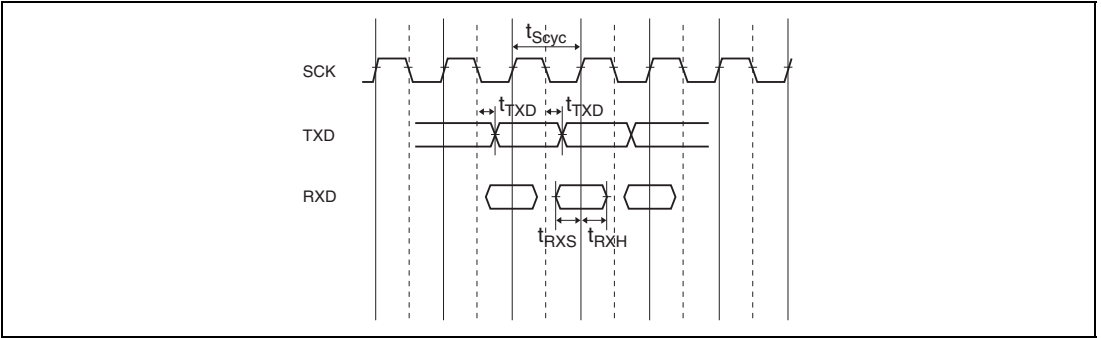 tScyc
SCK
tTXD tTXD
TXD
RXD
tRXS tRXH